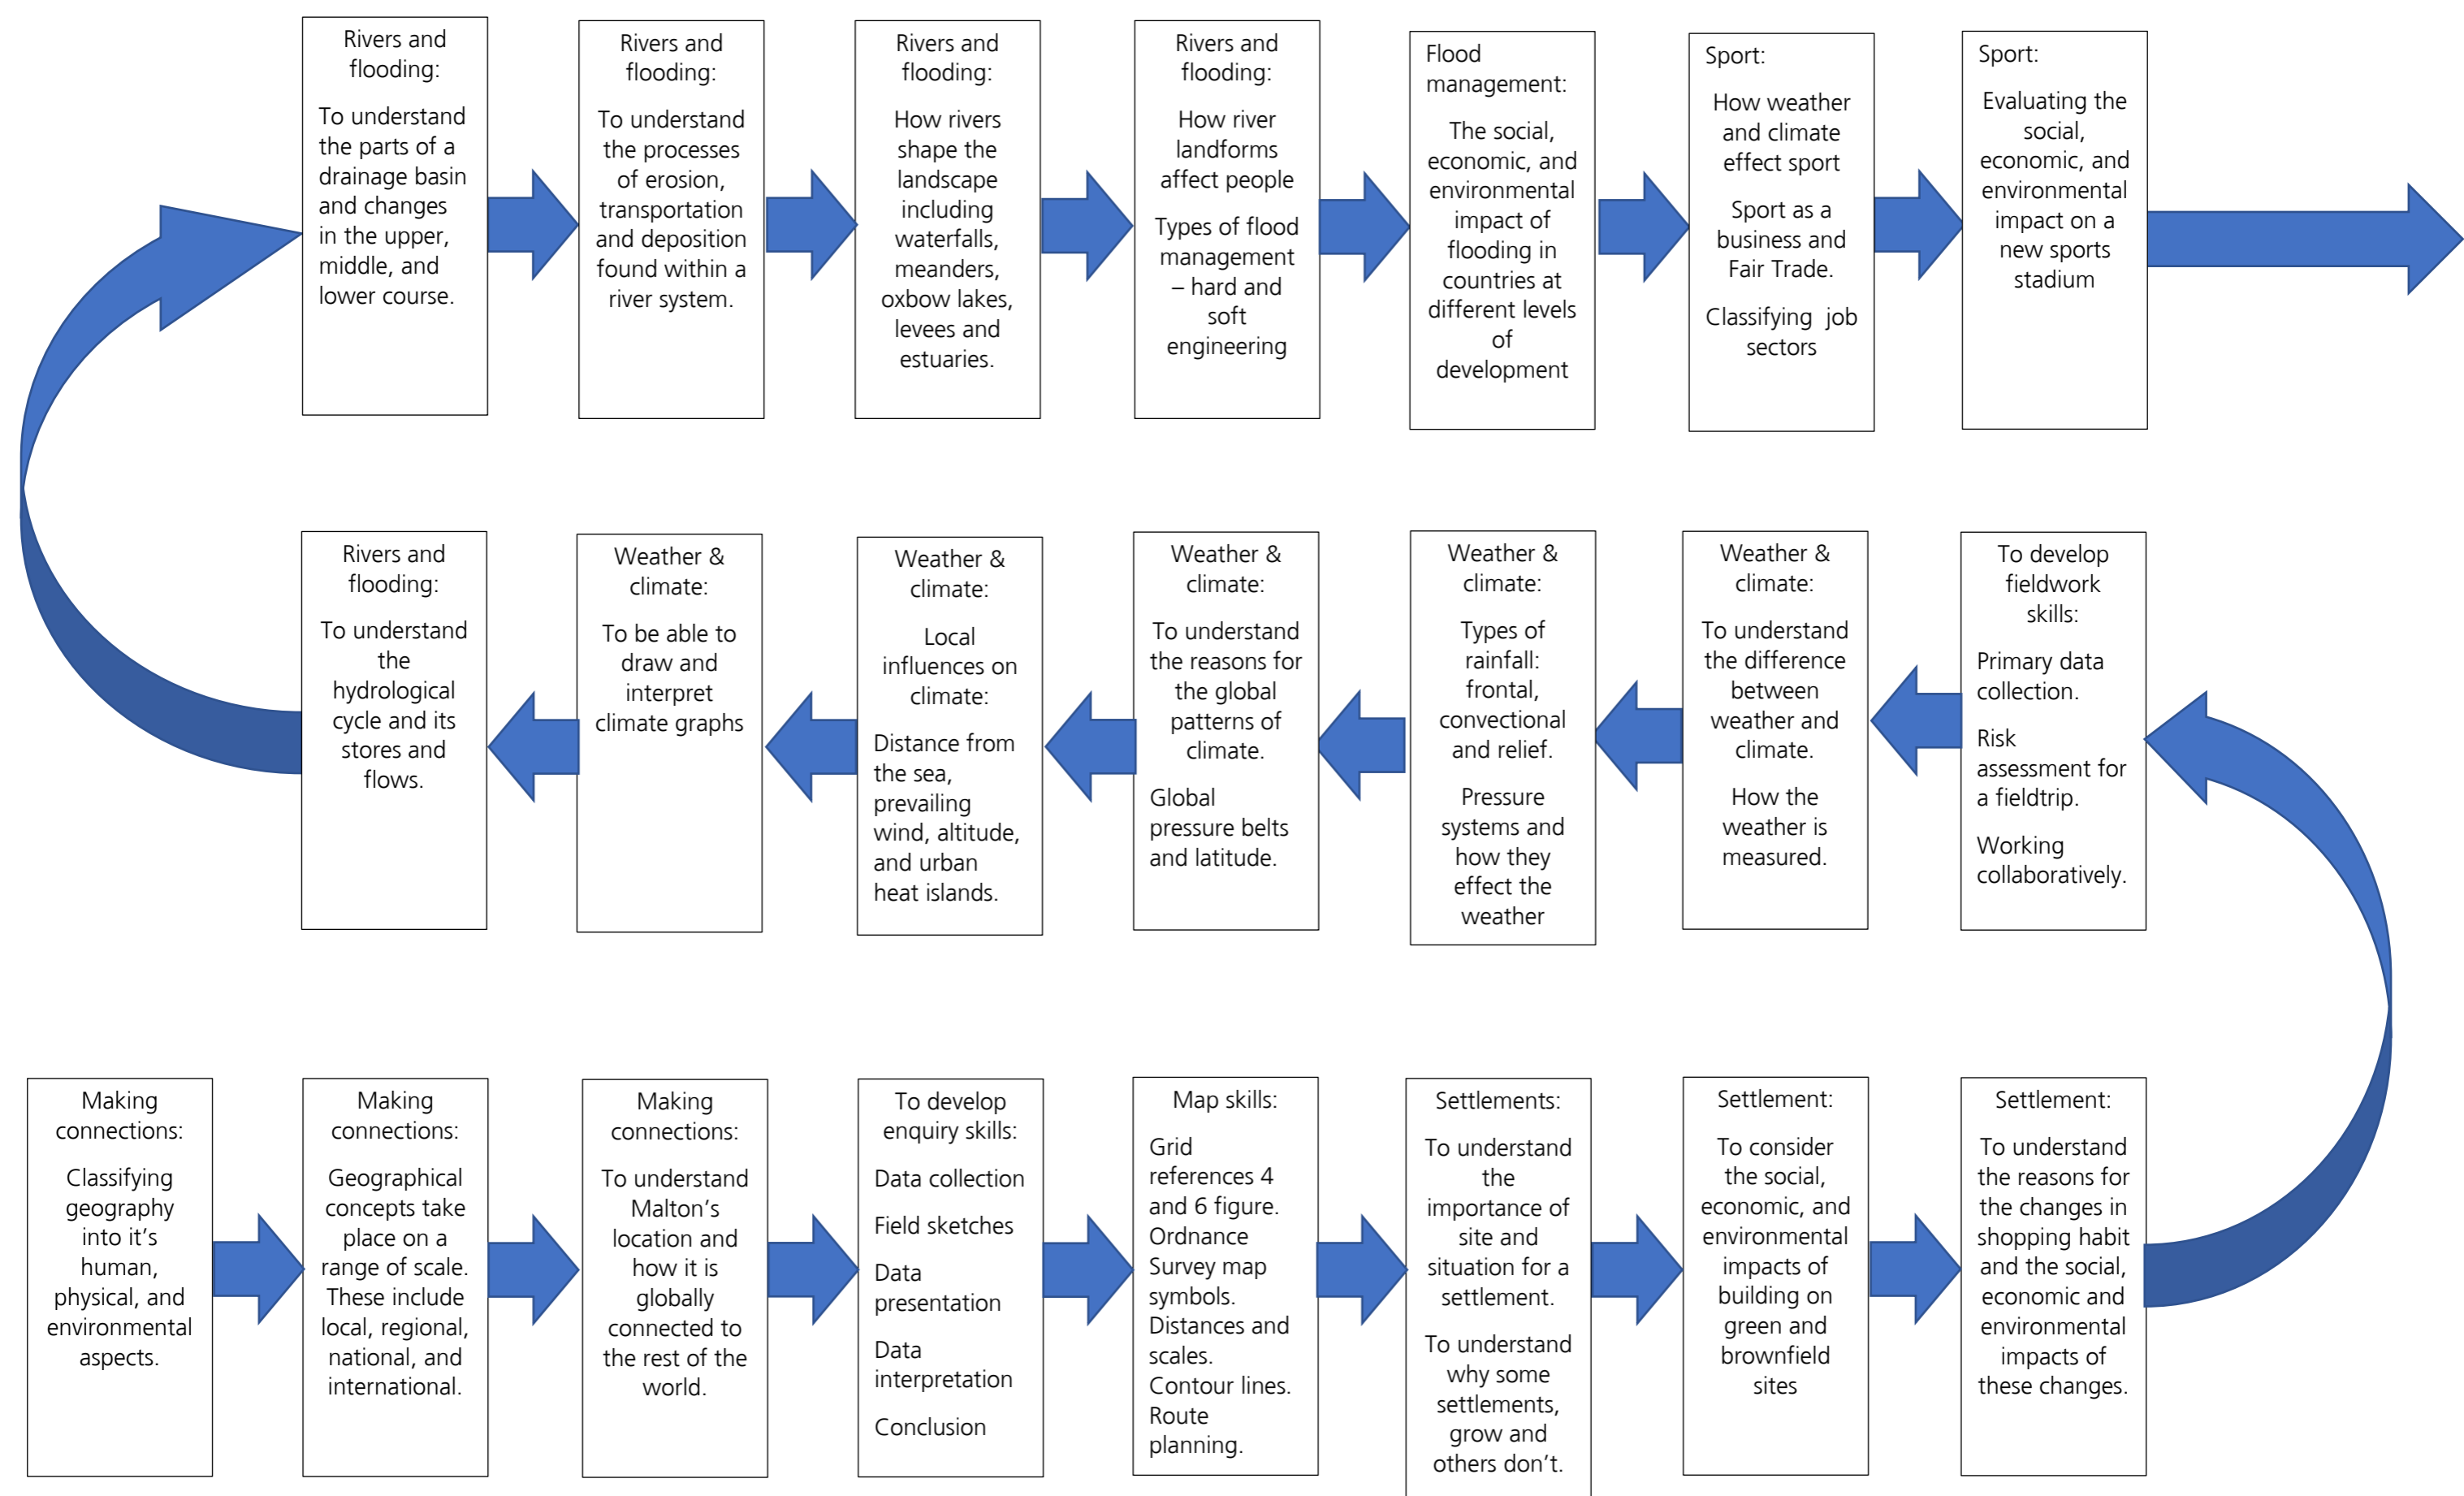 Rivers and
flooding:
To understand
the parts of a
drainage basin
and changes
in the upper,
middle, and
lower course.
Rivers and
flooding:
To understand
the processes
of erosion,
transportation
and deposition
found within a
river system.
Rivers and
flooding:
How rivers
shape the
landscape
including
waterfalls,
meanders,
oxbow lakes,
levees and
estuaries.
Rivers and
flooding:
How river
landforms
affect people
Types of flood
management
– hard and
soft
engineering
Flood
management:
The social,
economic, and
environmental
impact of
flooding in
countries at
different levels
of
development
Sport:
How weather
and climate
effect sport
Sport as a
business and
Fair Trade.
Classifying job
sectors
Sport:
Evaluating the
social,
economic, and
environmental
impact on a
new sports
stadium
Rivers and
flooding:
To understand
the
hydrological
cycle and its
stores and
flows.
Weather &
climate:
To be able to
draw and
interpret
climate graphs
Weather &
climate:
Local
influences on
climate:
Distance from
the sea,
prevailing
wind, altitude,
and urban
heat islands.
Weather &
climate:
To understand
the reasons for
the global
patterns of
climate.
Global
pressure belts
and latitude.
Weather &
climate:
Types of
rainfall:
frontal,
convectional
and relief.
Pressure
systems and
how they
effect the
weather
Weather &
climate:
To understand
the difference
between
weather and
climate.
How the
weather is
measured.
To develop
fieldwork
skills:
Primary data
collection.
Risk
assessment for
a fieldtrip.
Working
collaboratively.
Making
connections:
Classifying
geography
into it's
human,
physical, and
environmental
aspects.
Making
connections:
Geographical
concepts take
place on a
range of scale.
These include
local, regional,
national, and
international.
Making
connections:
To understand
Malton's
location and
how it is
globally
connected to
the rest of the
world.
To develop
enquiry skills:
Data collection
Field sketches
Data
presentation
Data
interpretation
Conclusion
Map skills:
Grid
references 4
and 6 figure.
Ordnance
Survey map
symbols.
Distances and
scales.
Contour lines.
Route
planning.
Settlements:
To understand
the
importance of
site and
situation for a
settlement.
To understand
why some
settlements,
grow and
others don't.
Settlement:
To consider
the social,
economic, and
environmental
impacts of
building on
green and
brownfield
sites
Settlement:
To understand
the reasons for
the changes in
shopping habit
and the social,
economic and
environmental
impacts of
these changes.